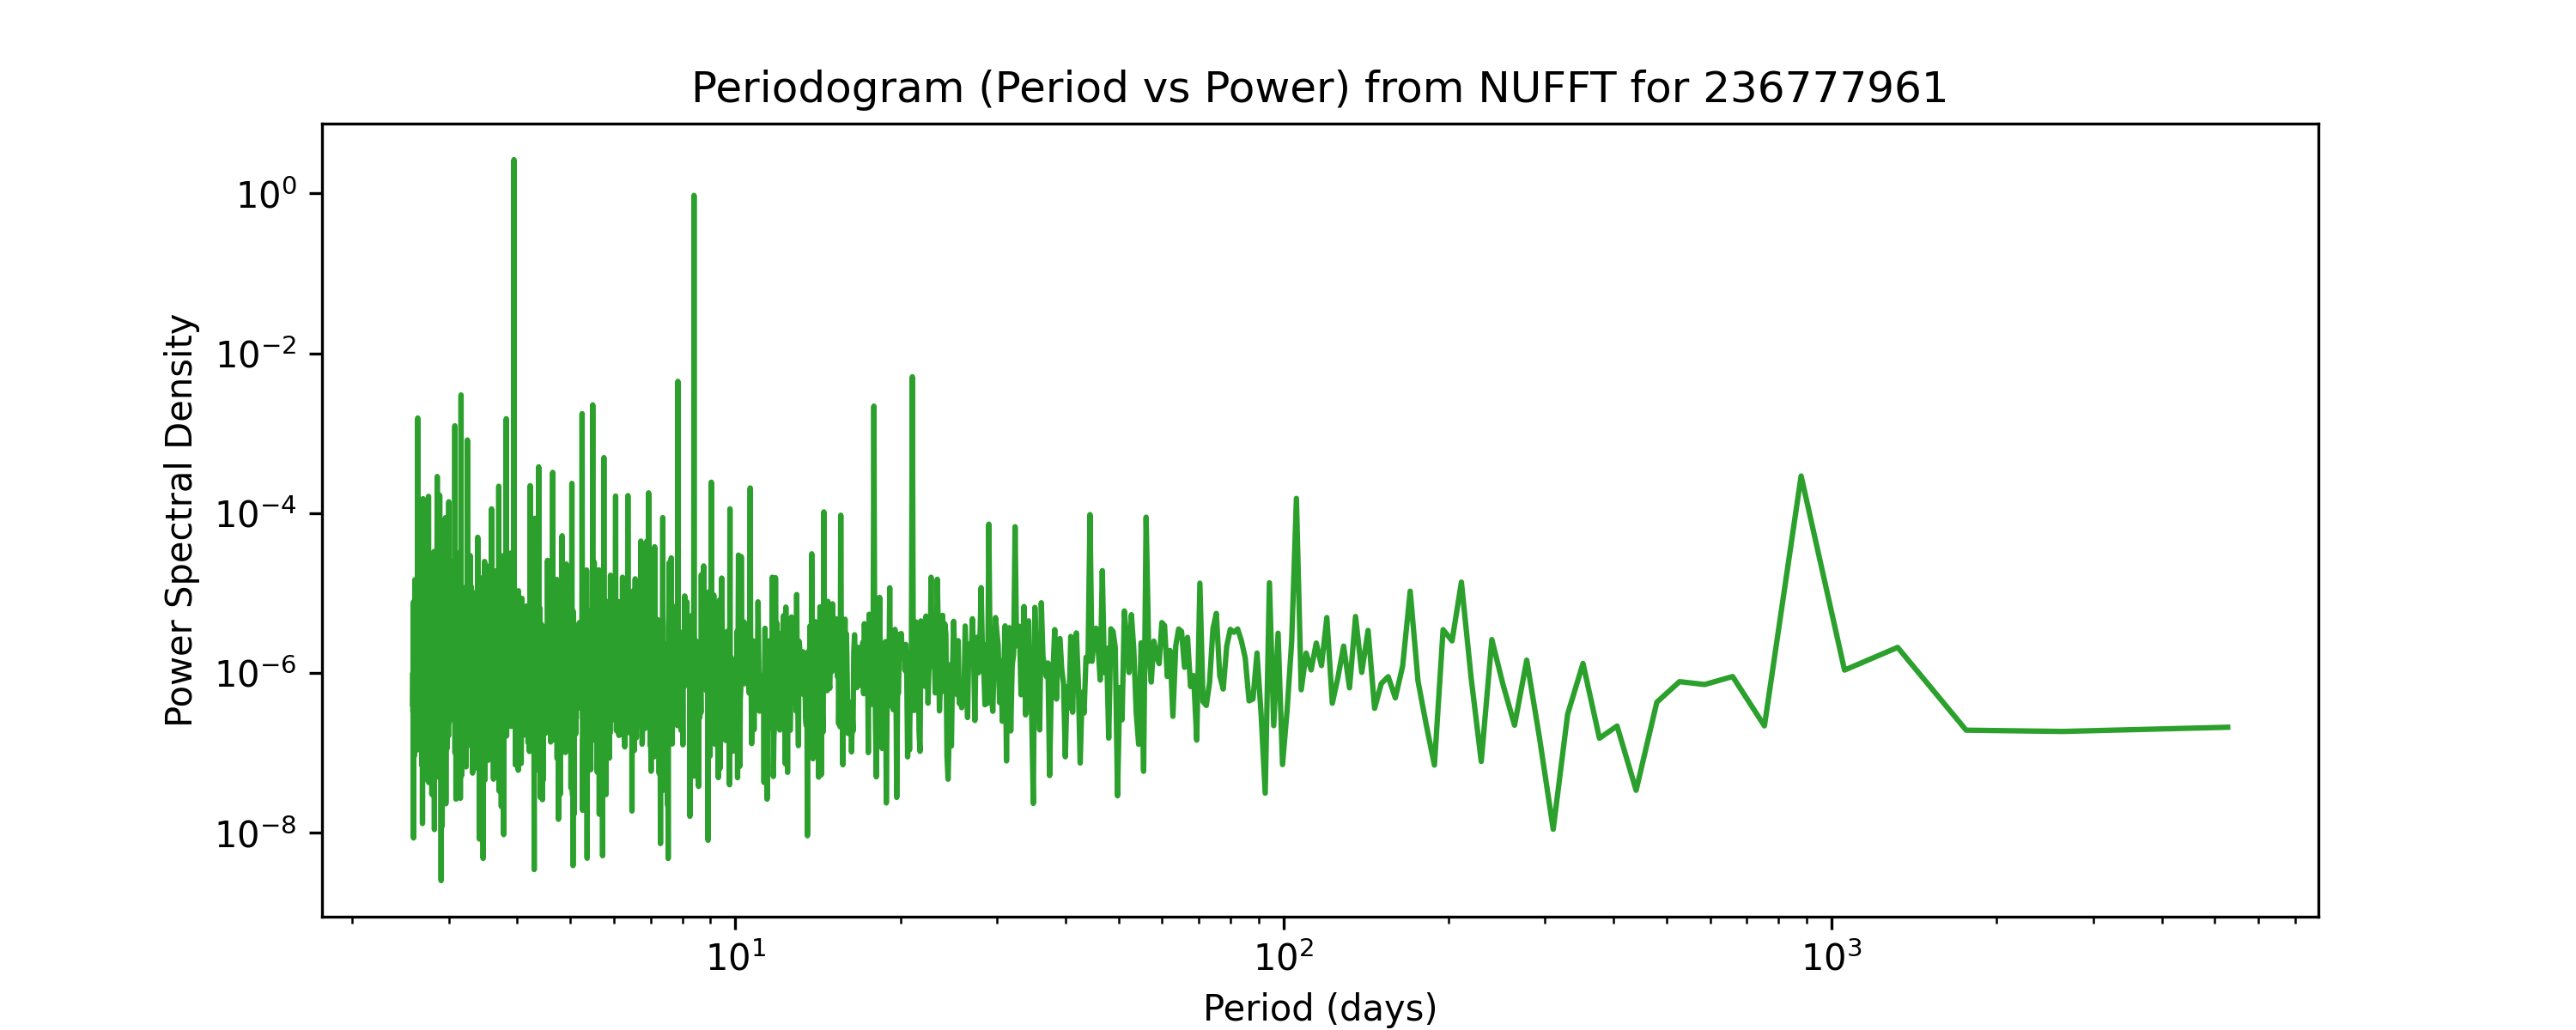 Periodogram (Period vs Power) from NUFFT for 236777961
Power Spectral Density
10⁰
10⁻²
10⁻⁴
10⁻⁶
10⁻⁸
10¹ 10² 10³
Period (days)